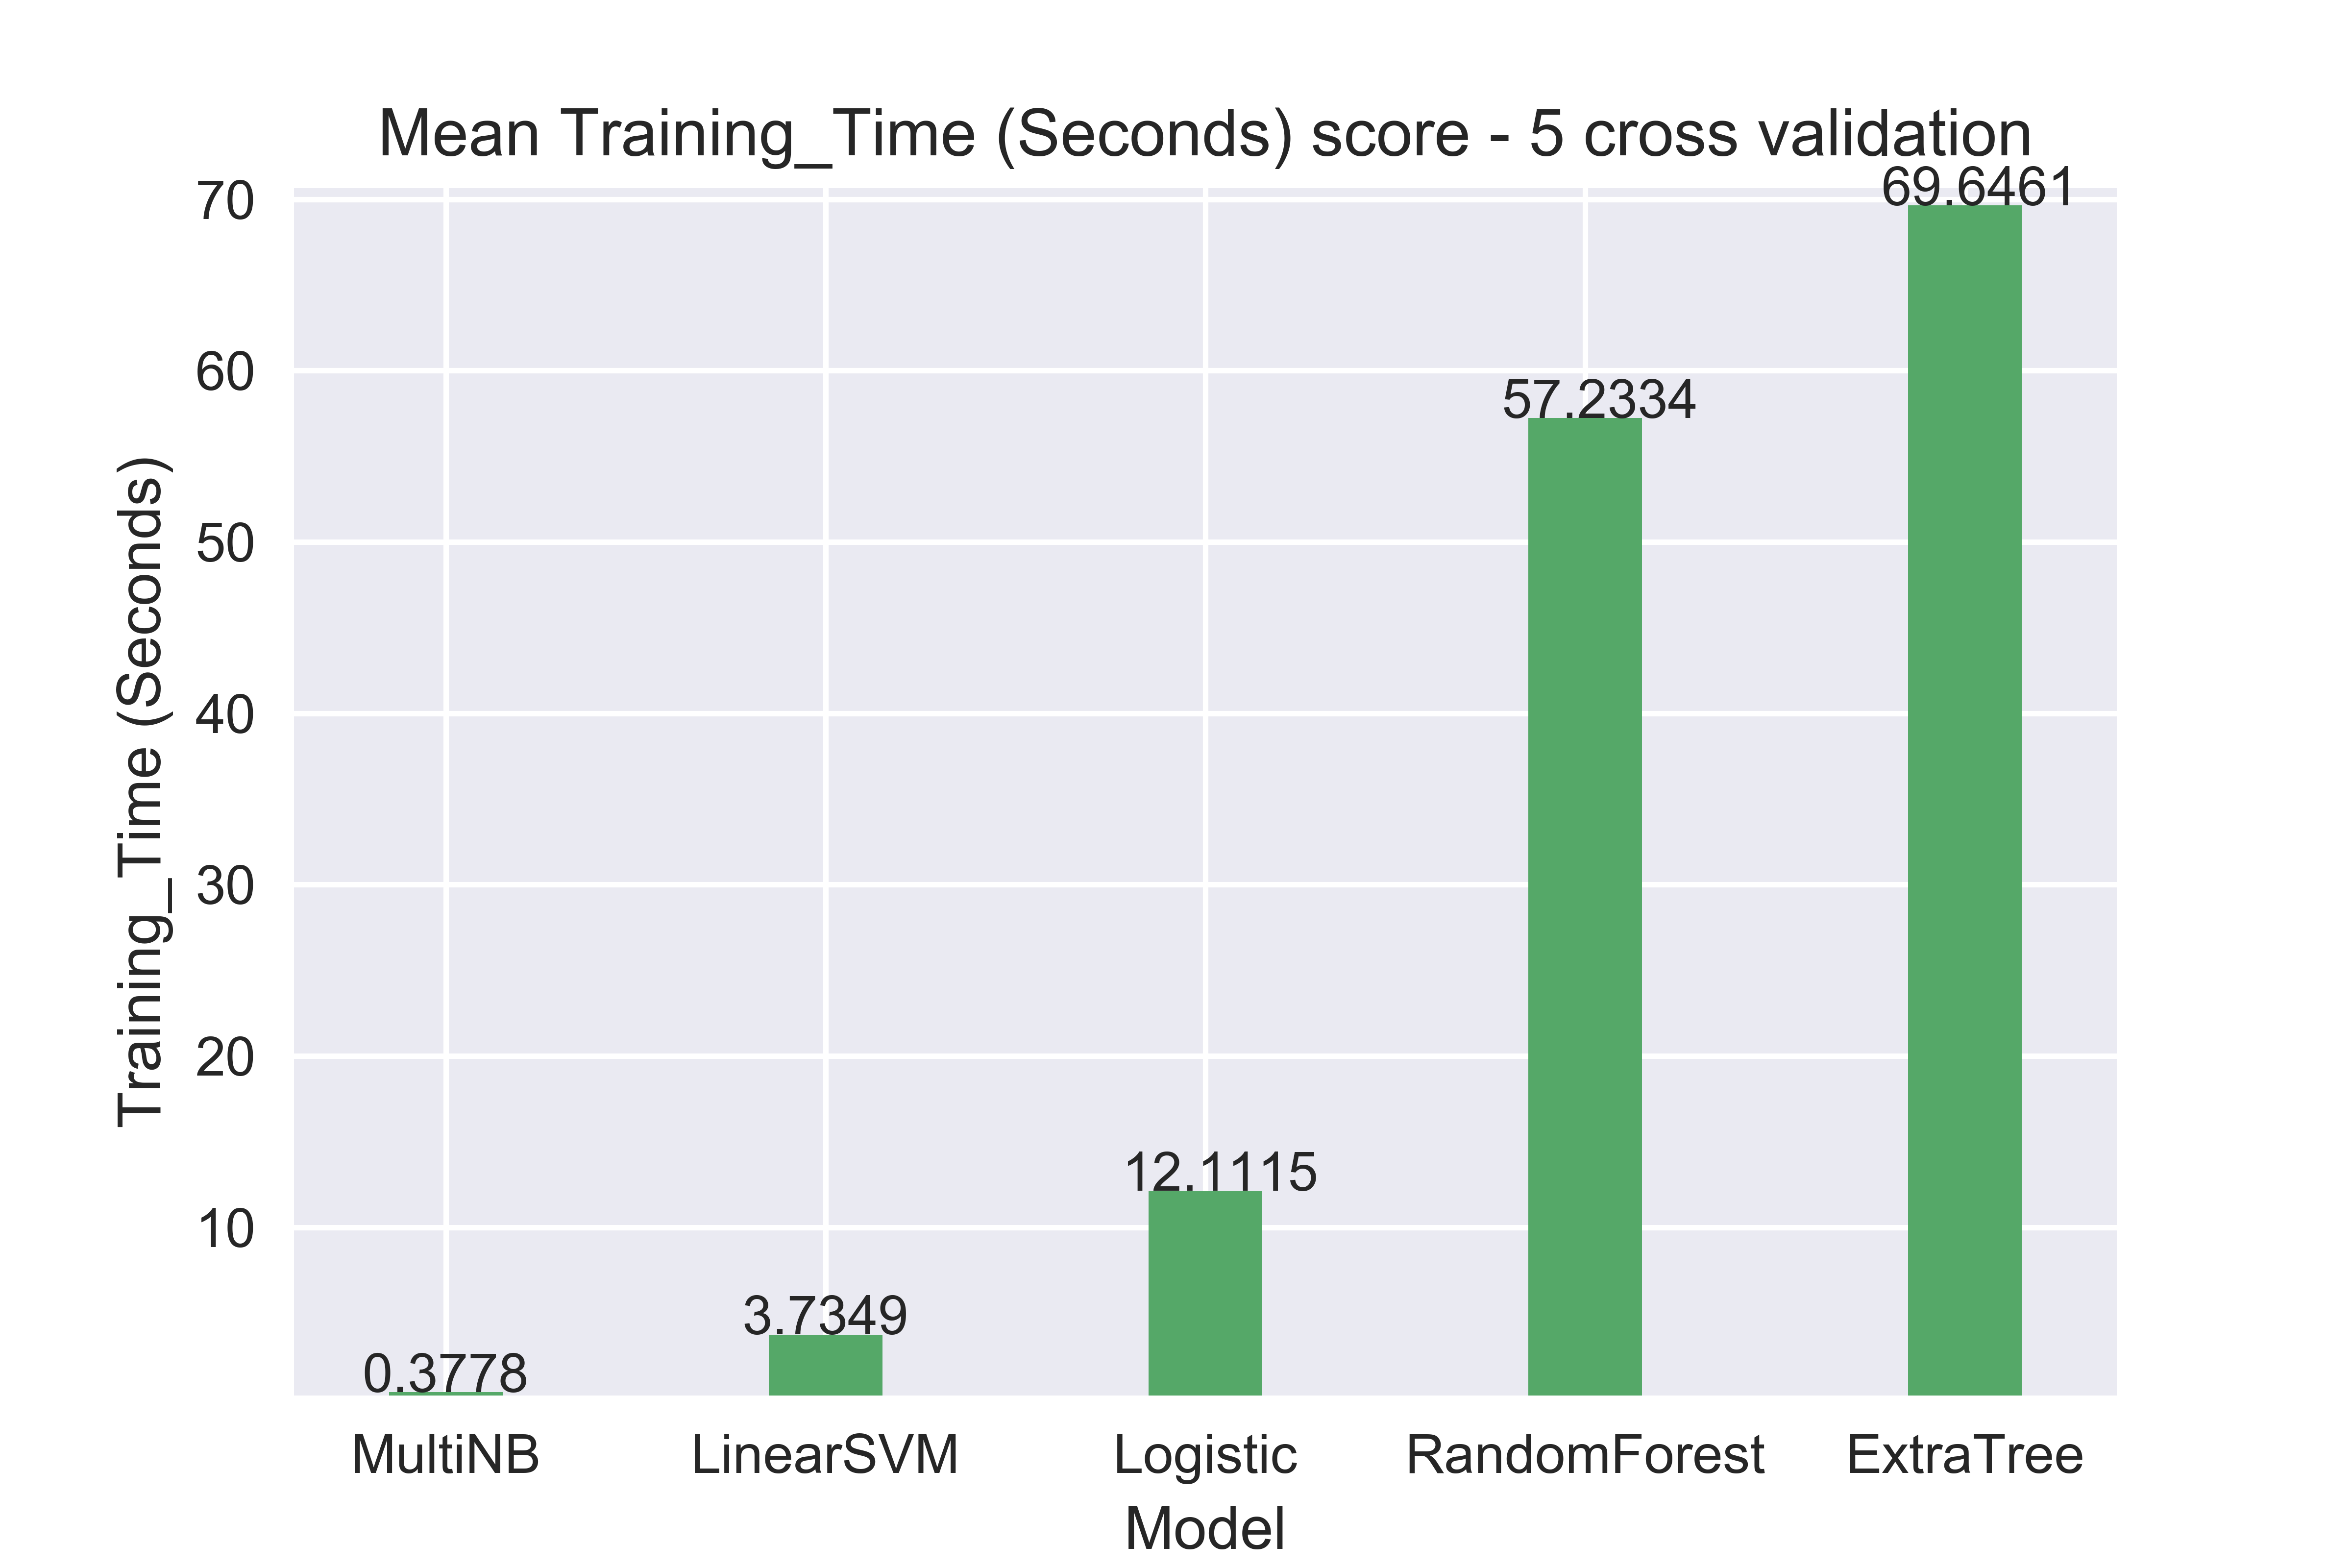 Mean Training_Time (Seconds) score - 5 cross validation
70
60
50
40
30
20
10
Training_Time (Seconds)
0.3778
3.7349
12.1115
57.2334
69.6461
MultiNB
LinearSVM
Logistic
RandomForest
ExtraTree
Model